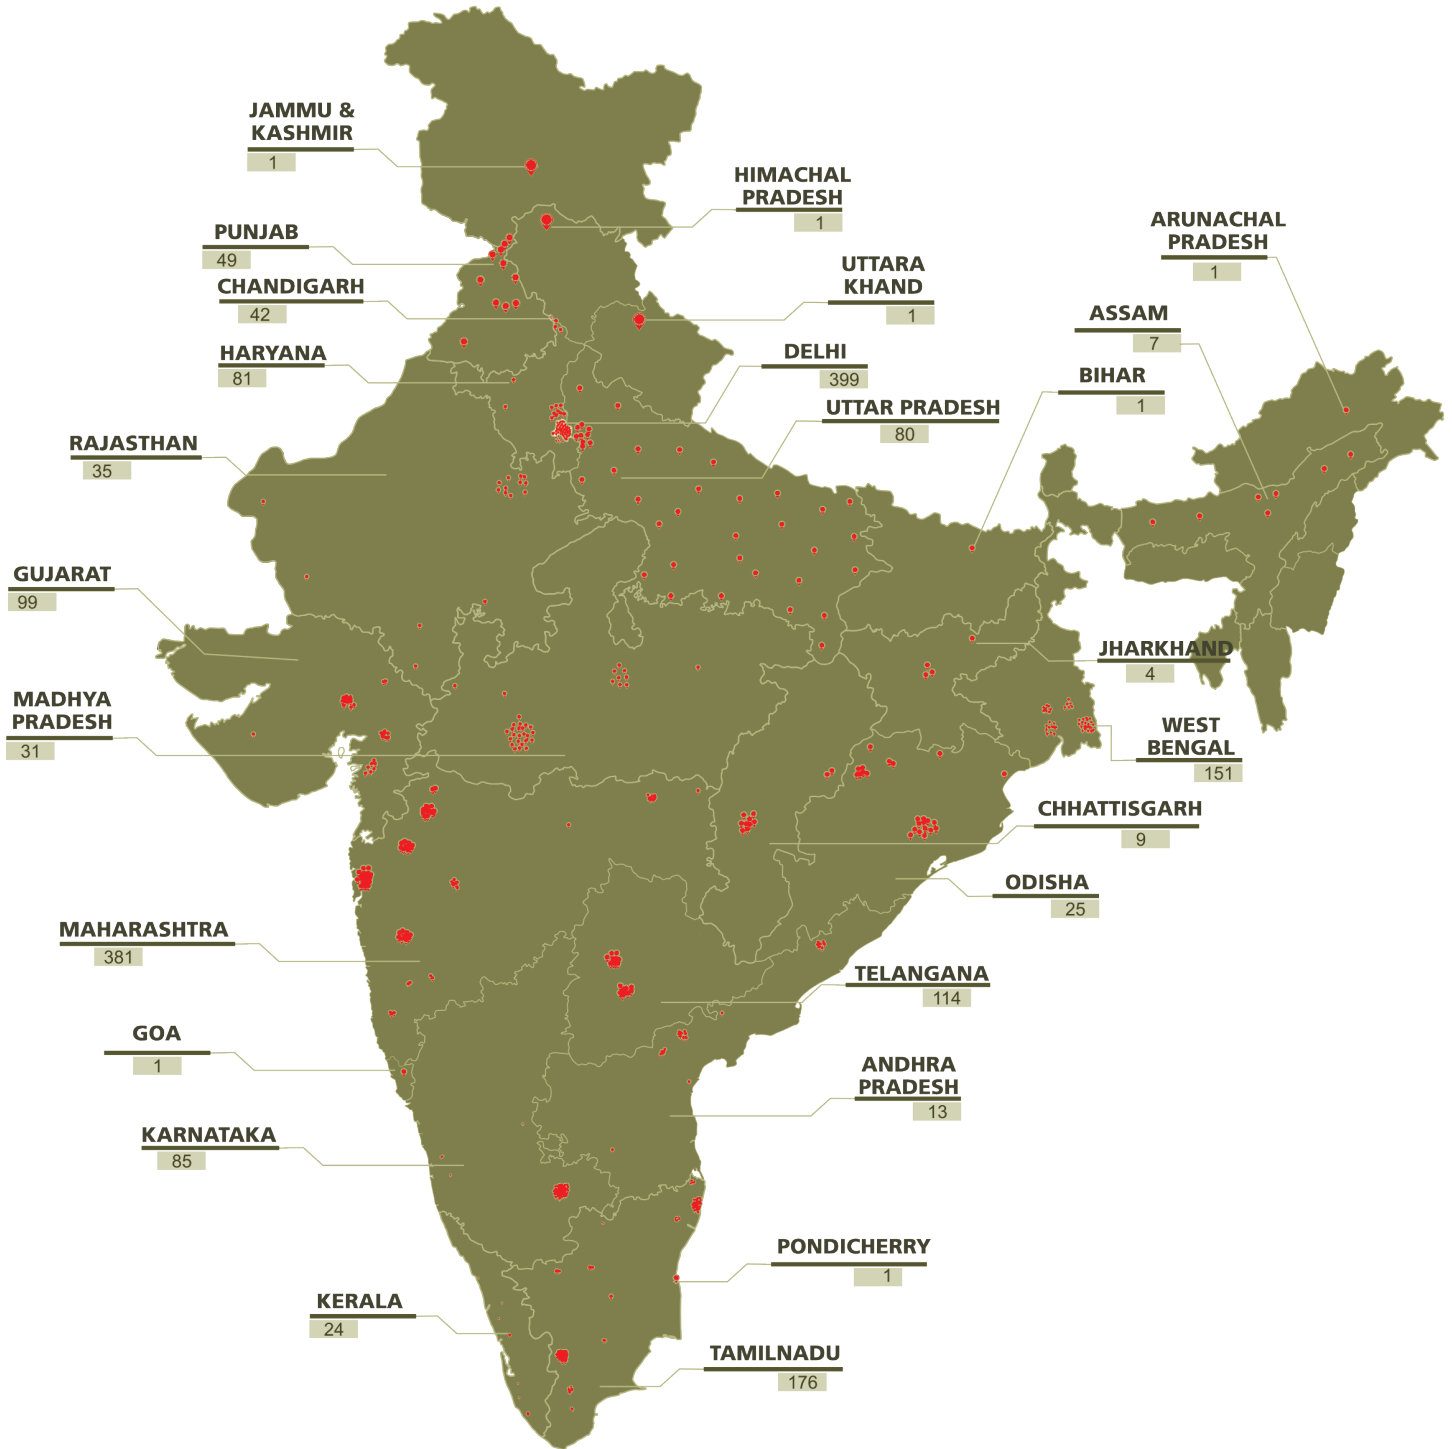 JAMMU &
KASHMIR
1
HIMACHAL
PRADESH
1
PUNJAB
49
CHANDIGARH
42
HARYANA
81
UTTARA
KHAND
1
DELHI
399
UTTAR PRADESH
80
ARUNACHAL
PRADESH
1
ASSAM
7
BIHAR
1
RAJASTHAN
35
GUJARAT
99
MADHYA
PRADESH
31
JHARKHAND
4
WEST
BENGAL
151
CHHATTISGARH
9
ODISHA
25
MAHARASHTRA
381
TELANGANA
114
GOA
1
ANDHRA
PRADESH
13
KARNATAKA
85
PONDICHERRY
1
KERALA
24
TAMILNADU
176